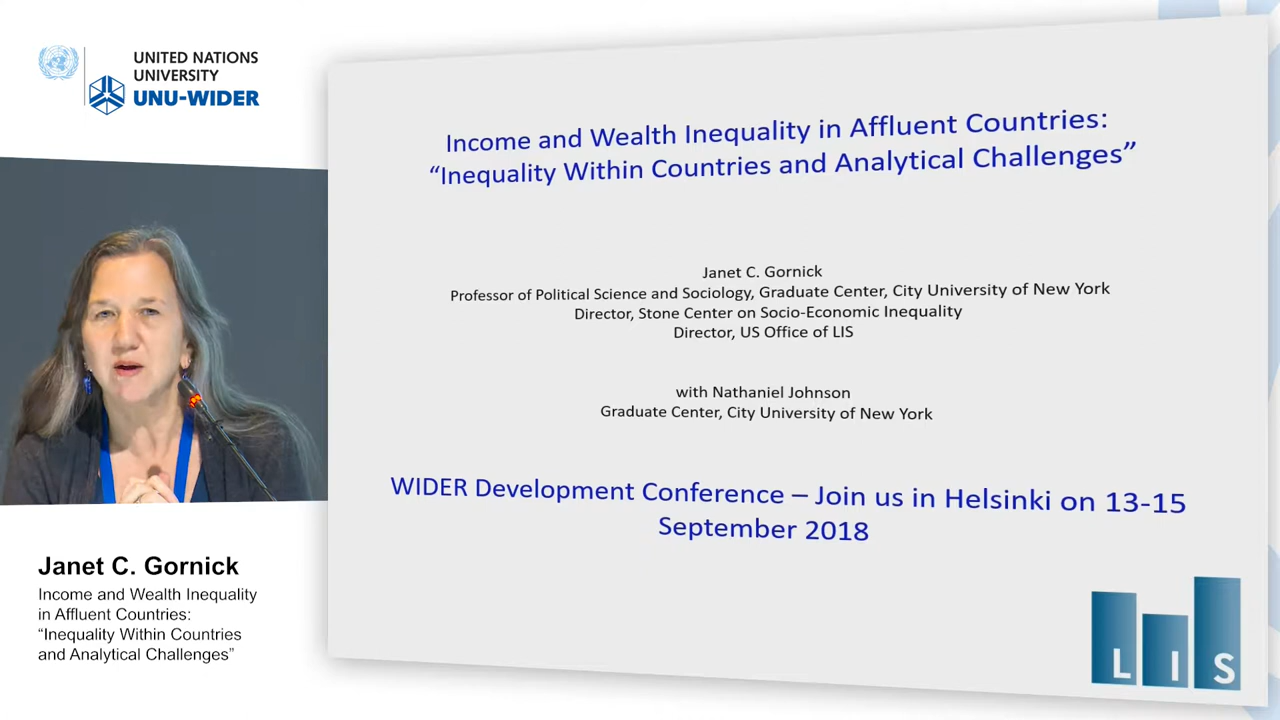 UNITED NATIONS
UNIVERSITY
UNU-WIDER
Income and Wealth Inequality in Affluent Countries:
“Inequality Within Countries and Analytical Challenges”
Janet C. Gornick
Professor of Political Science and Sociology, Graduate Center, City University of New York
Director, Stone Center on Socio-Economic Inequality
Director, US Office of LIS
with Nathaniel Johnson
Graduate Center, City University of New York
WIDER Development Conference – Join us in Helsinki on 13-15
September 2018
LIS
Janet C. Gornick
Income and Wealth Inequality
in Affluent Countries:
“Inequality Within Countries
and Analytical Challenges”